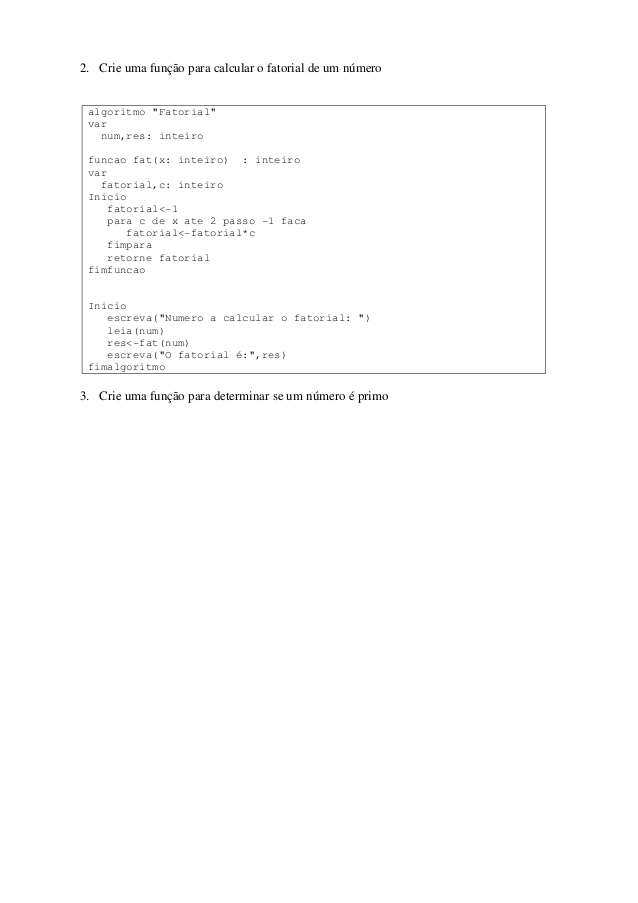 2. Crie uma função para calcular o fatorial de um número
algoritmo "Fatorial"
var
  num,res: inteiro
funcao fat(x: inteiro)  : inteiro
var
  fatorial,c: inteiro
Inicio
   fatorial<-1
   para c de x ate 2 passo -1 faca
      fatorial<-fatorial*c
   fimpara
   retorne fatorial
fimfuncao
Inicio
   escreva("Numero a calcular o fatorial: ")
   leia(num)
   res<-fat(num)
   escreva("O fatorial é:",res)
fimalgoritmo
3. Crie uma função para determinar se um número é primo